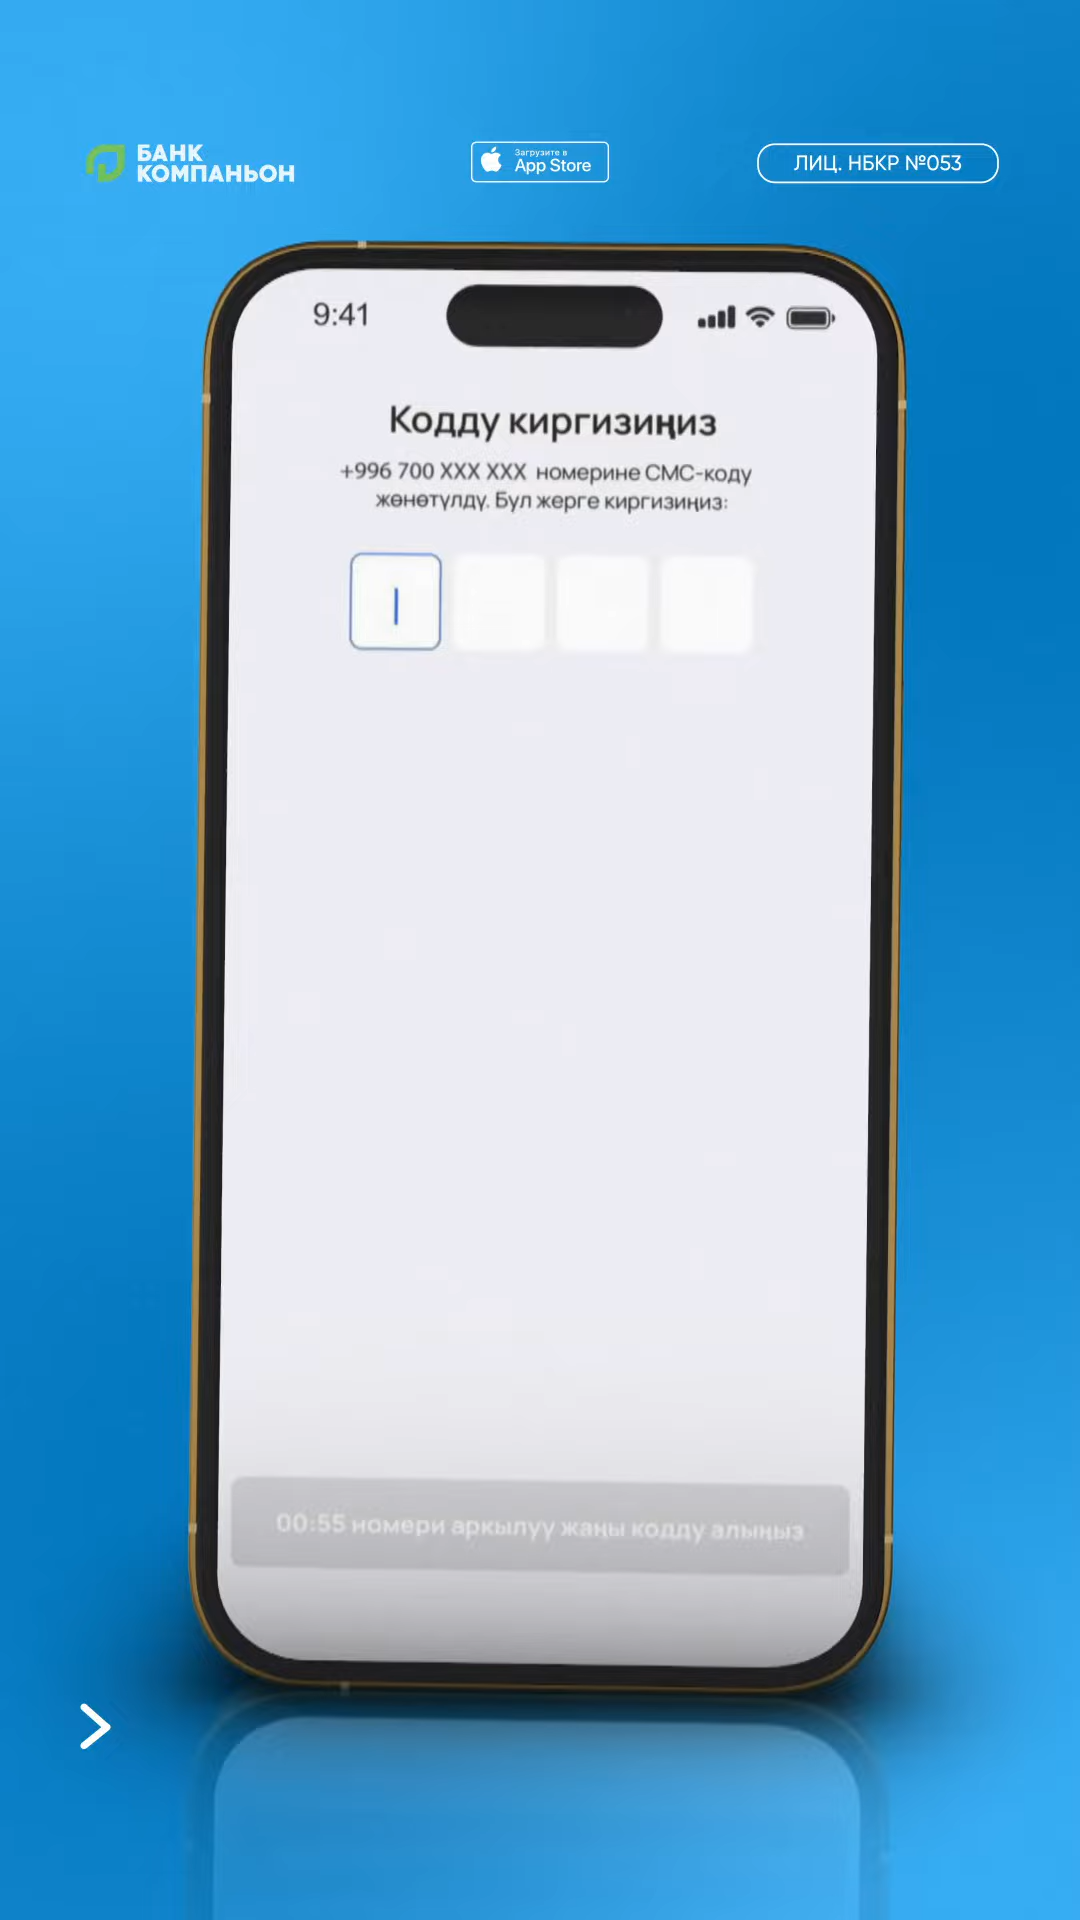 БАНК
КОМПАНЬОН
Загрузите в
App Store
ЛИЦ. НБКР №053
9:41
Кодду киргизиңиз
+996 700 XXX XXX номерине СМС-коду
жөнөтүлдү. Бул жерге киргизиңиз:
00:55 номери аркылуу жаңы кодду алыңыз